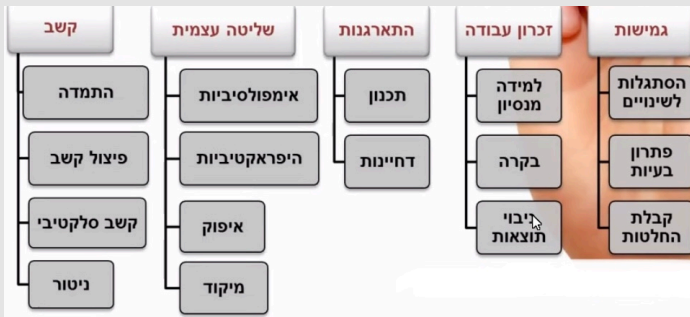 גמישות
הסתגלות
לשינויים
פתרון
בעיות
קבלת
החלטות
זכרון עבודה
למידה
מנסיון
בקרה
ניבוי
תוצאות
התארגנות
תכנון
דחיינות
שליטה עצמית
אימפולסיביות
היפראקטיביות
איפוק
מיקוד
קשב
התמדה
פיצול קשב
קשב סלקטיבי
ניטור